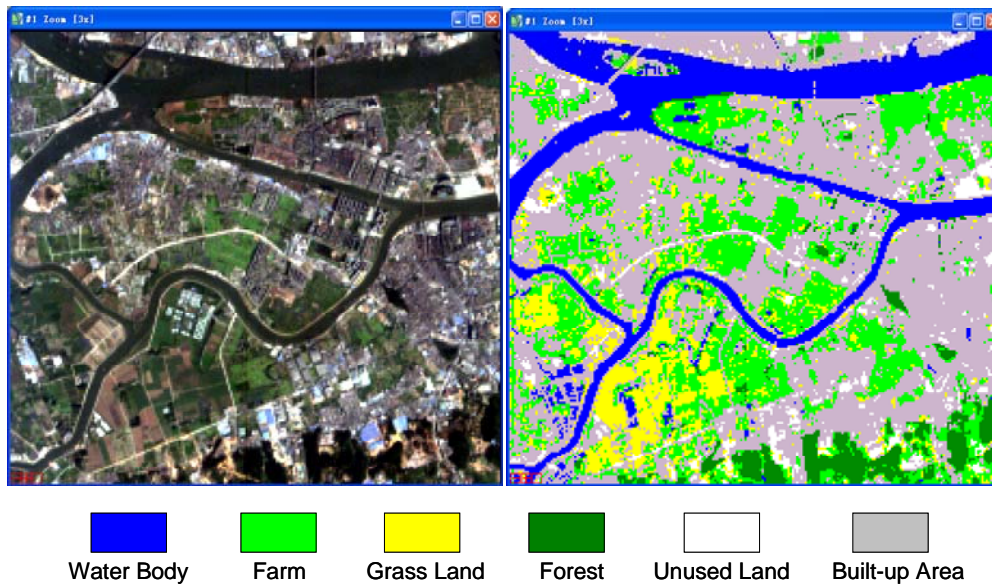 #1 Zoom [3x]
#1 Zoom [3x]
Water Body
Farm
Grass Land
Forest
Unused Land
Built-up Area